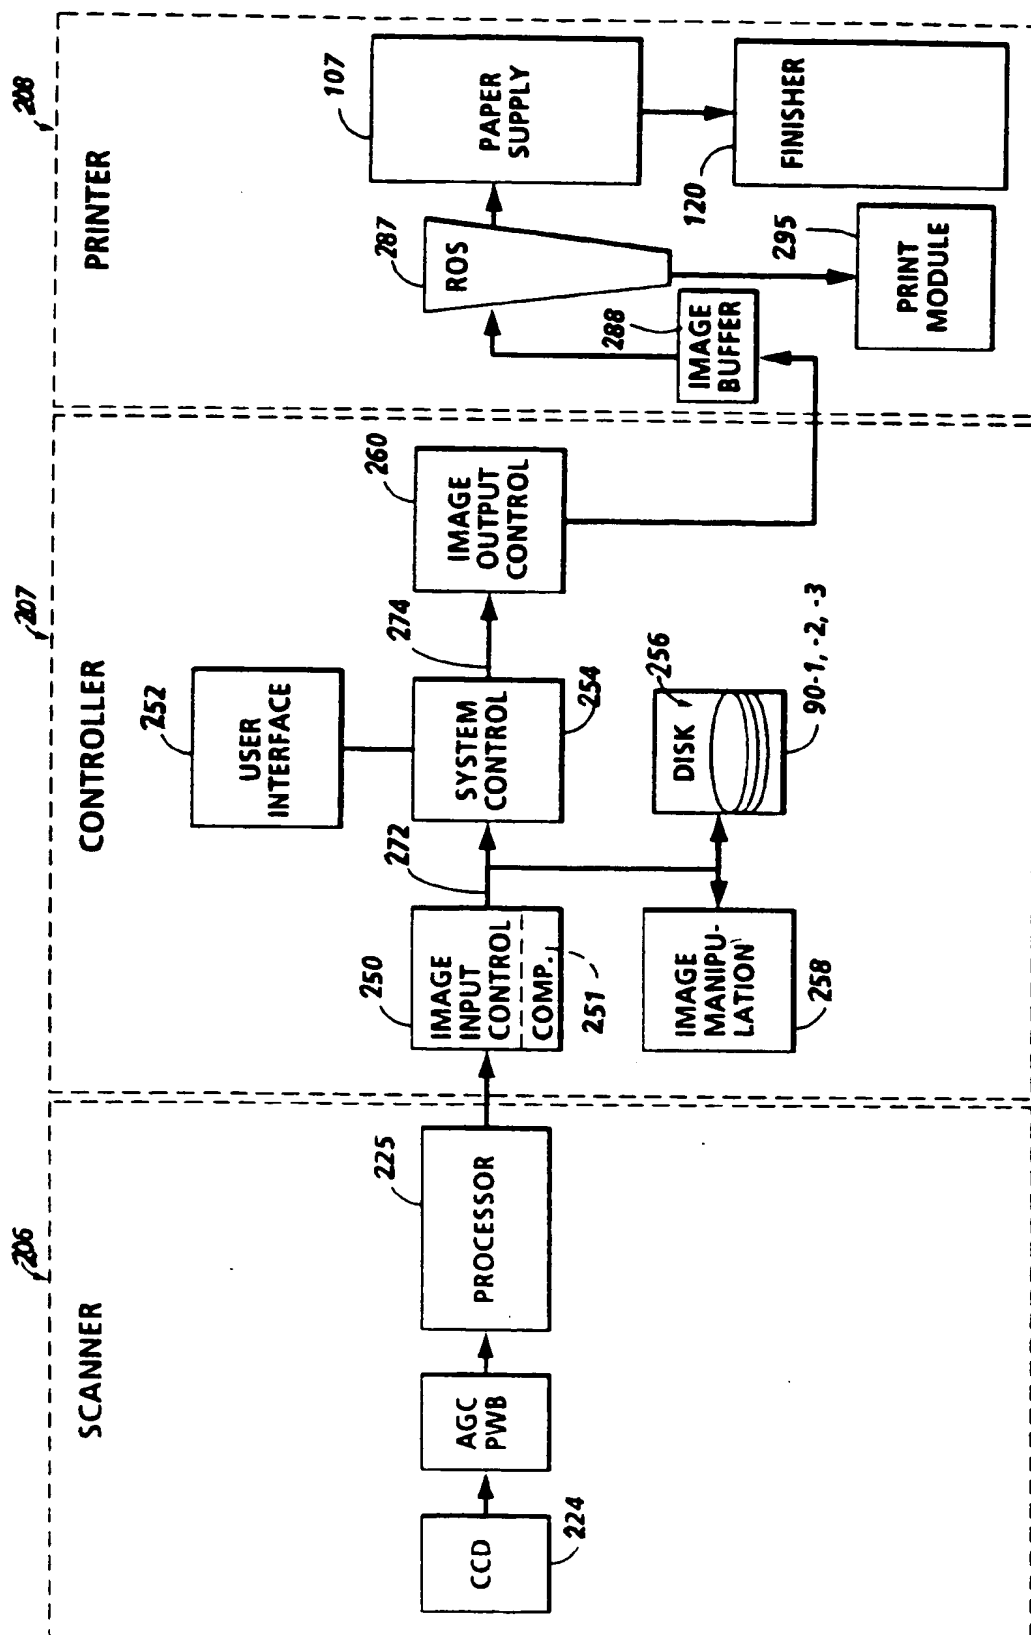 206
SCANNER
CCD
224
AGC
PWB
PROCESSOR
225
207
CONTROLLER
IMAGE
INPUT
CONTROL
COMP.
250
251
272
USER
INTERFACE
252
SYSTEM
CONTROL
254
274
IMAGE
MANIPU-
LATION
258
DISK
256
90-1, -2, -3
IMAGE
OUTPUT
CONTROL
260
208
PRINTER
ROS
287
IMAGE
BUFFER
288
PAPER
SUPPLY
107
PRINT
MODULE
295
FINISHER
120